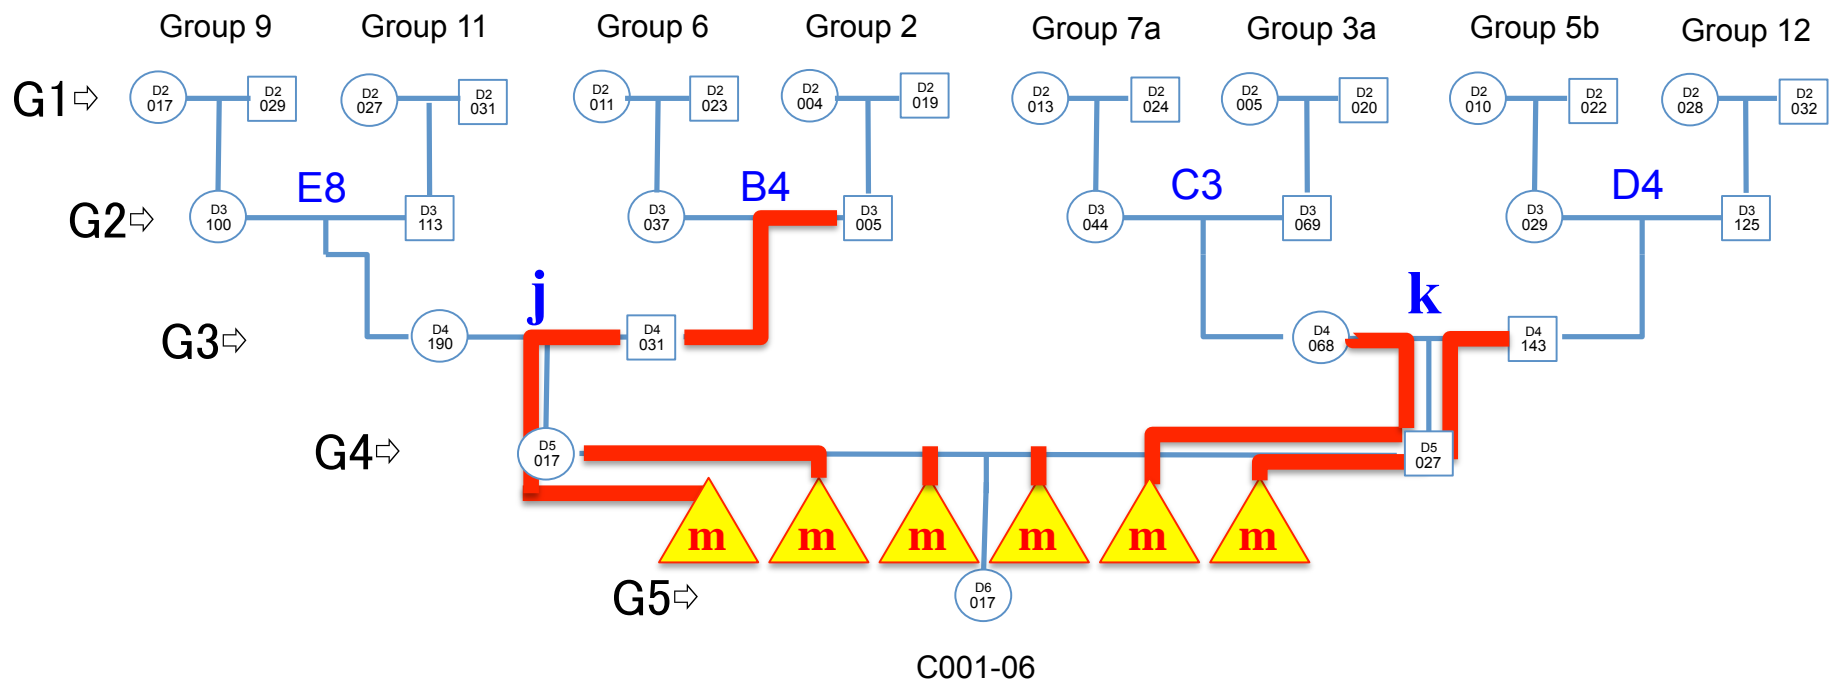 Group 9 Group 11 Group 6 Group 2 Group 7a Group 3a Group 5b Group 12
G1⇨
D2 017
D2 029
D2 027
D2 031
D2 011
D2 023
D2 004
D2 019
D2 013
D2 024
D2 005
D2 020
D2 010
D2 022
D2 028
D2 032
E8 B4 C3 D4
G2⇨
D3 100
D3 113
D3 037
D3 005
D3 044
D3 069
D3 029
D3 125
j k
G3⇨
D4 190
D4 031
D4 068
D4 143
G4⇨
D5 017
D5 027
m m m m m m
G5⇨
D6 017
C001-06